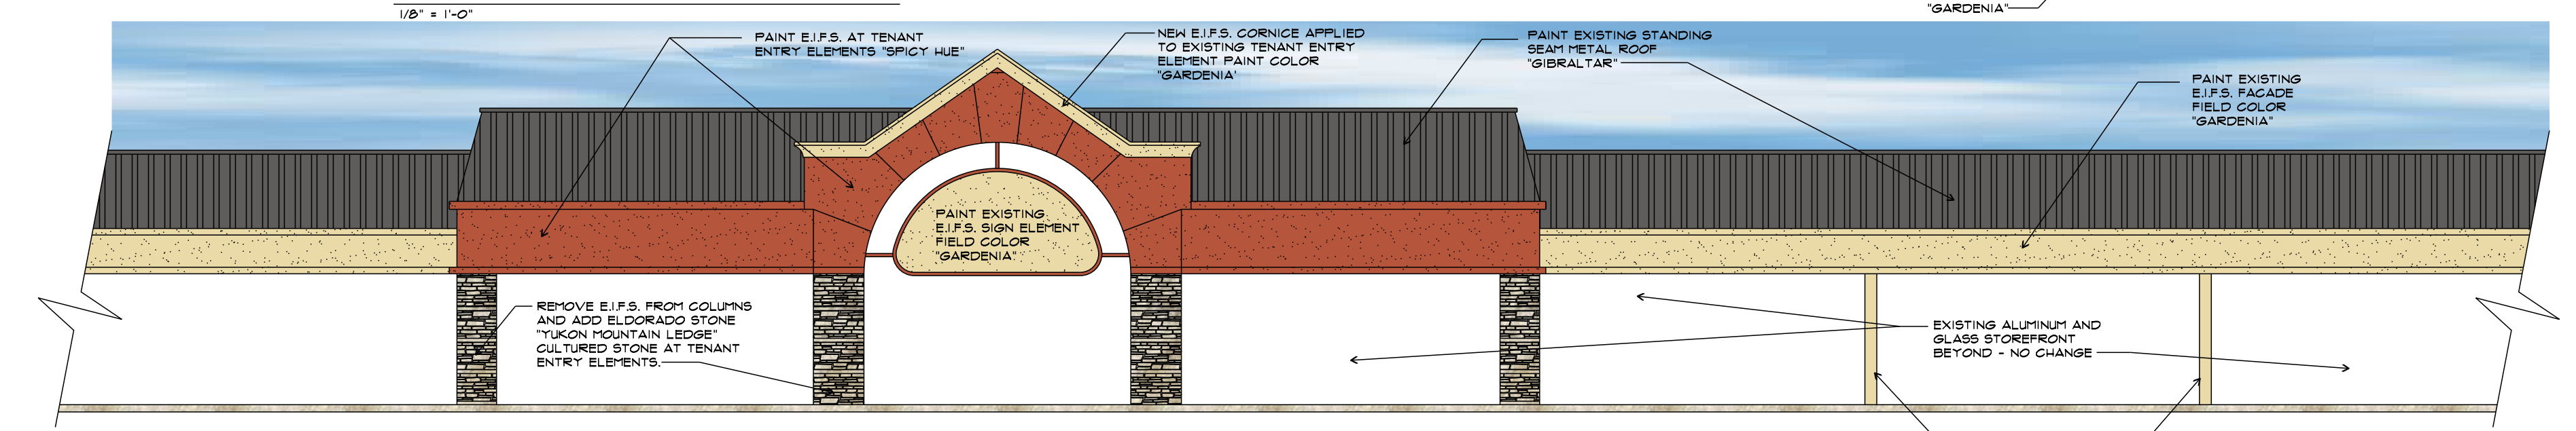 1/8" = 1'-0"
"GARDENIA"
PAINT E.I.F.S. AT TENANT
ENTRY ELEMENTS "SPICY HUE"
NEW E.I.F.S. CORNICE APPLIED
TO EXISTING TENANT ENTRY
ELEMENT PAINT COLOR
"GARDENIA'
PAINT EXISTING STANDING
SEAM METAL ROOF
"GIBRALTAR"
PAINT EXISTING
E.I.F.S. FACADE
FIELD COLOR
"GARDENIA"
PAINT EXISTING
E.I.F.S. SIGN ELEMENT
FIELD COLOR
"GARDENIA"
REMOVE E.I.F.S. FROM COLUMNS
AND ADD ELDORADO STONE
"YUKON MOUNTAIN LEDGE"
CULTURED STONE AT TENANT
ENTRY ELEMENTS.
EXISTING ALUMINUM AND
GLASS STOREFRONT
BEYOND - NO CHANGE